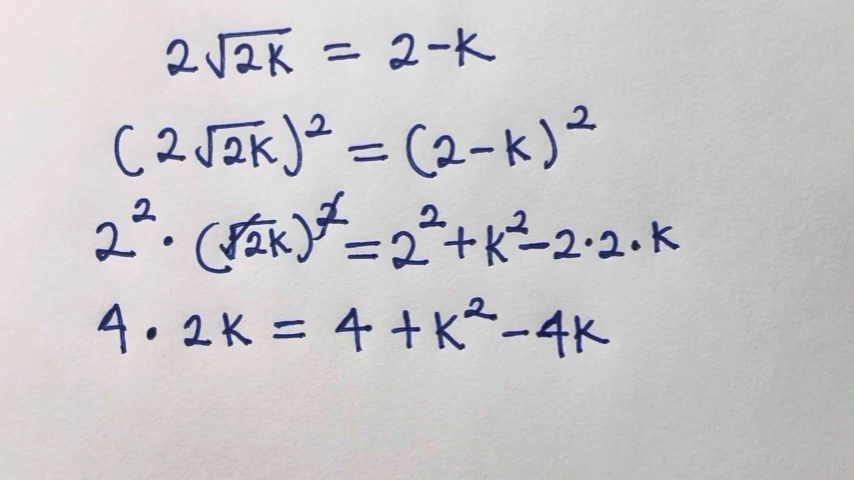 2√2K = 2-K
(2√2K)² = (2-K)²
2²·(√2K)² = 2²+K²-2·2·K
4·2K = 4+K²-4K